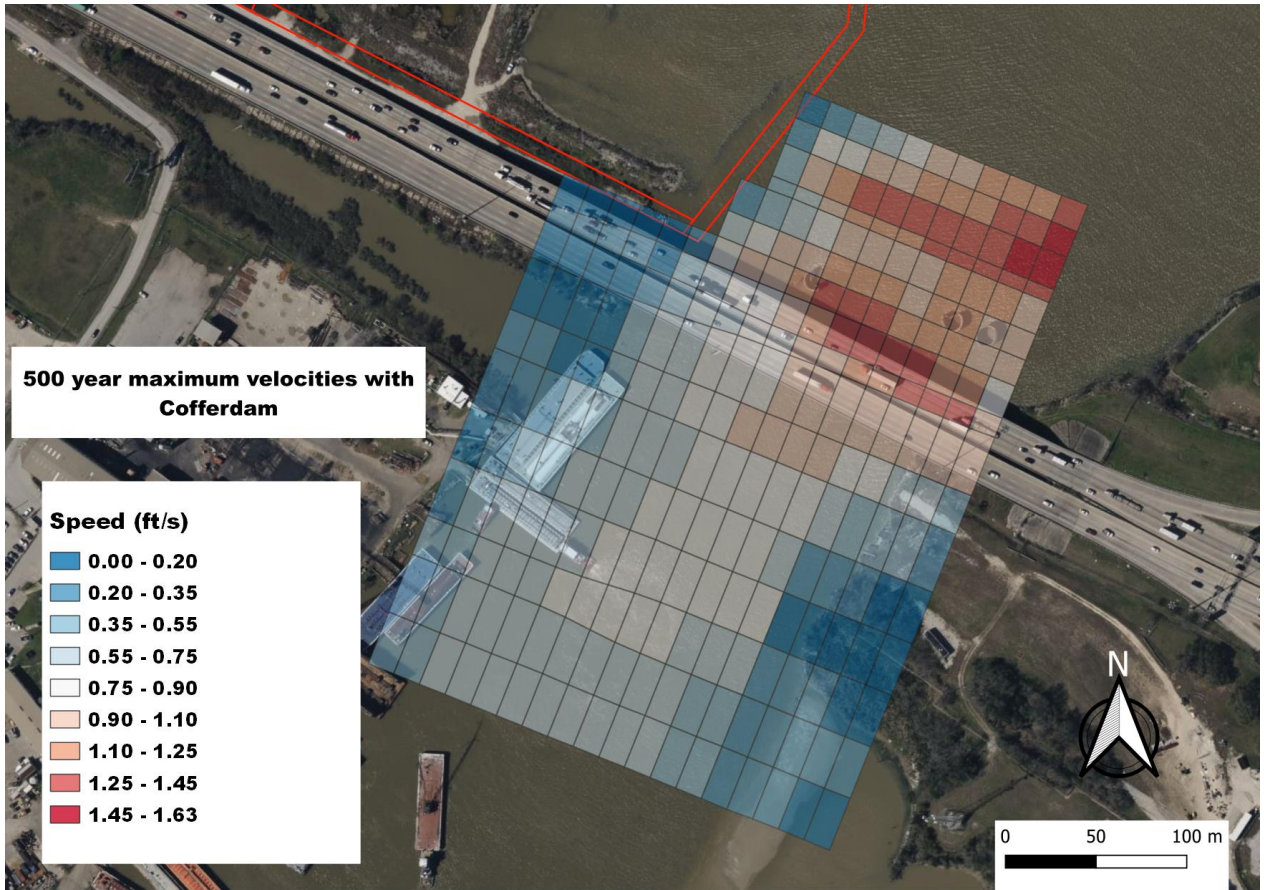 500 year maximum velocities with
Cofferdam
Speed (ft/s)
0.00 - 0.20
0.20 - 0.35
0.35 - 0.55
0.55 - 0.75
0.75 - 0.90
0.90 - 1.10
1.10 - 1.25
1.25 - 1.45
1.45 - 1.63
N
0 50 100 m